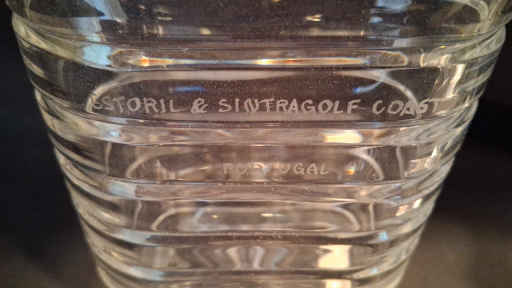 ESTORIL & SINTRAGOLF COAST
PORTUGAL